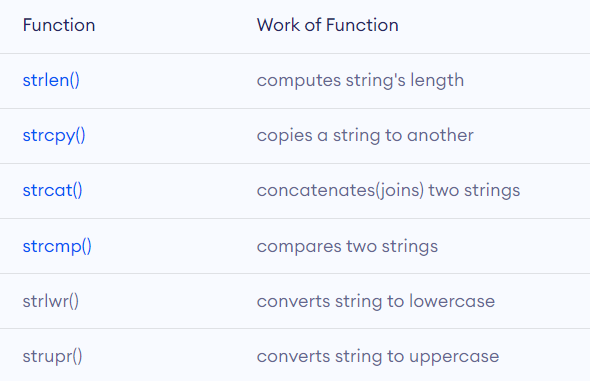 Function Work of Function
strlen() computes string's length
strcpy() copies a string to another
strcat() concatenates(joins) two strings
strcmp() compares two strings
strlwr() converts string to lowercase
strupr() converts string to uppercase